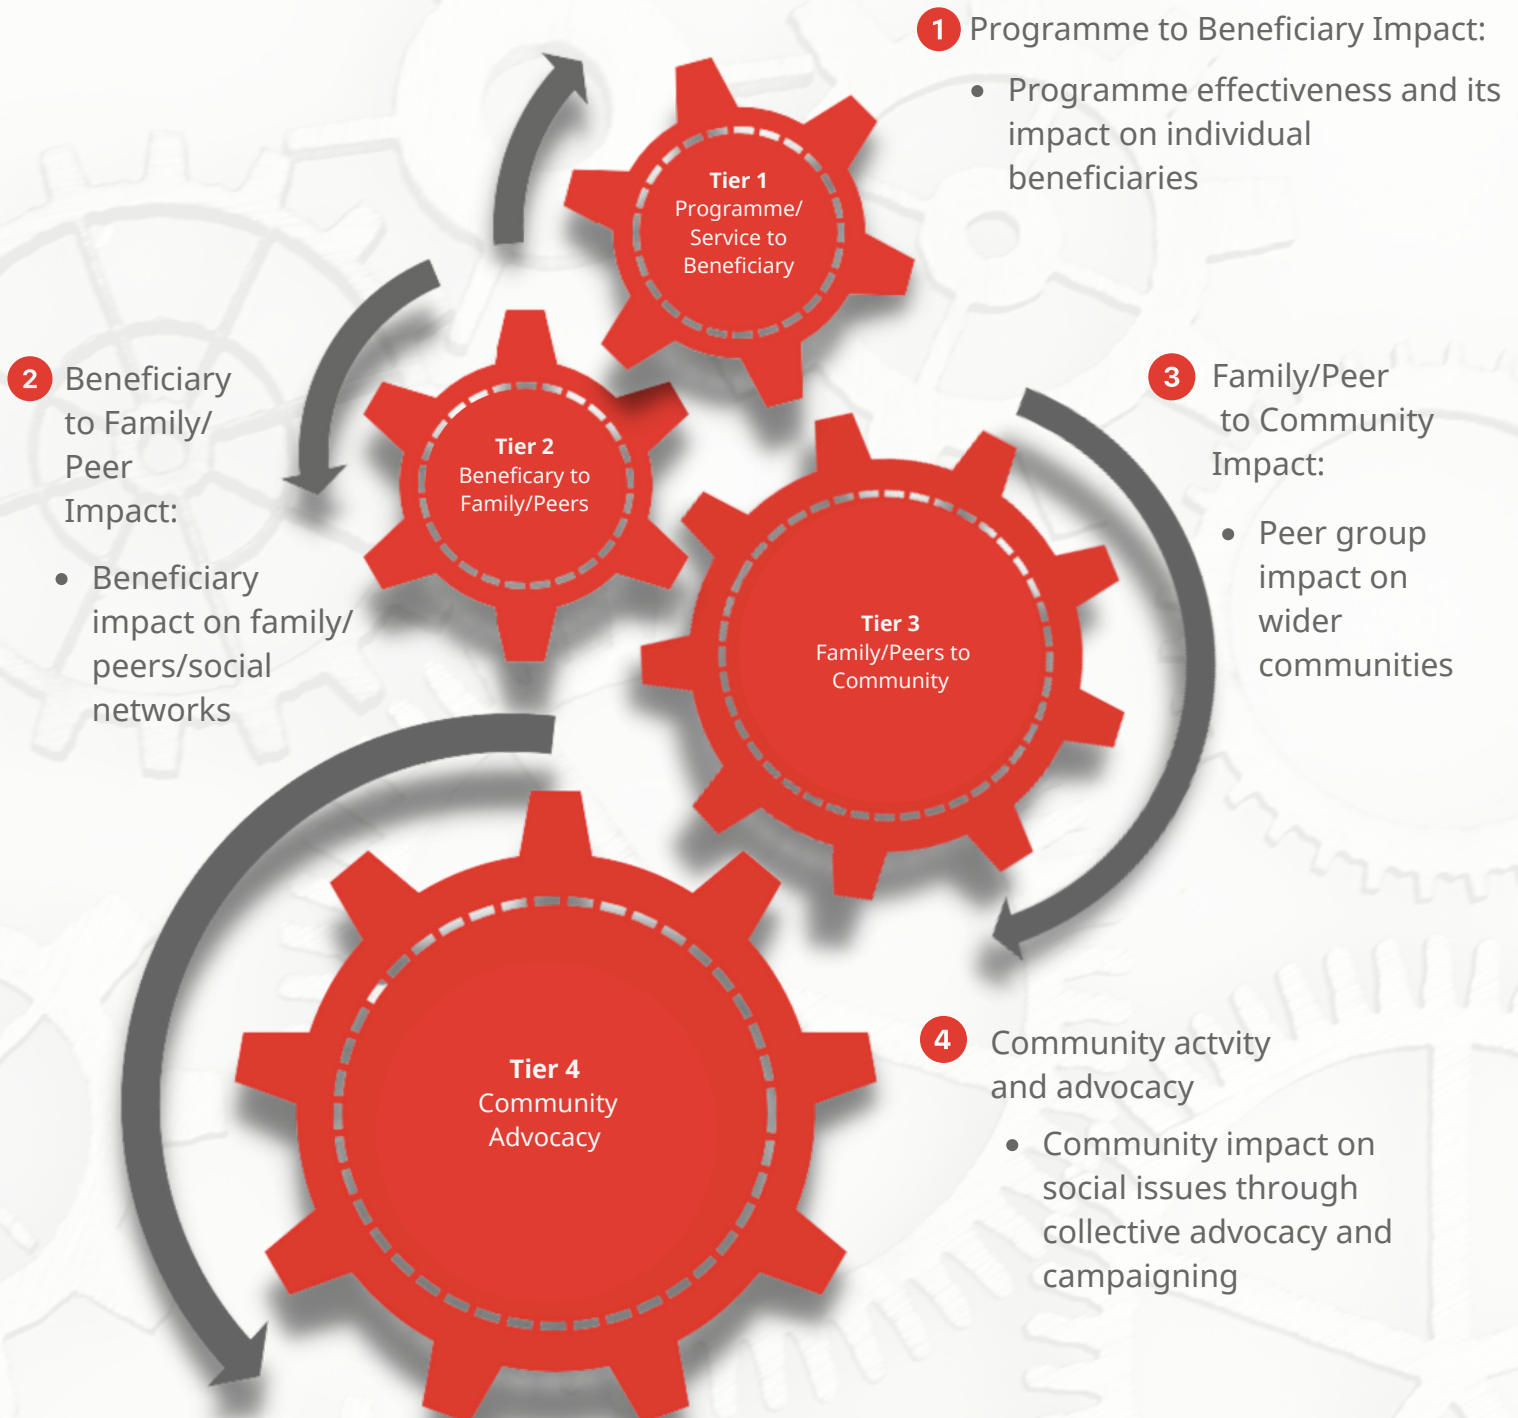 1 Programme to Beneficiary Impact:
• Programme effectiveness and its
impact on individual
beneficiaries
Tier 1
Programme/
Service to
Beneficiary
2 Beneficiary
to Family/
Peer
Impact:
• Beneficiary
impact on family/
peers/social
networks
Tier 2
Beneficary to
Family/Peers
3 Family/Peer
to Community
Impact:
• Peer group
impact on
wider
communities
Tier 3
Family/Peers to
Community
Tier 4
Community
Advocacy
4 Community actvity
and advocacy
• Community impact on
social issues through
collective advocacy and
campaigning